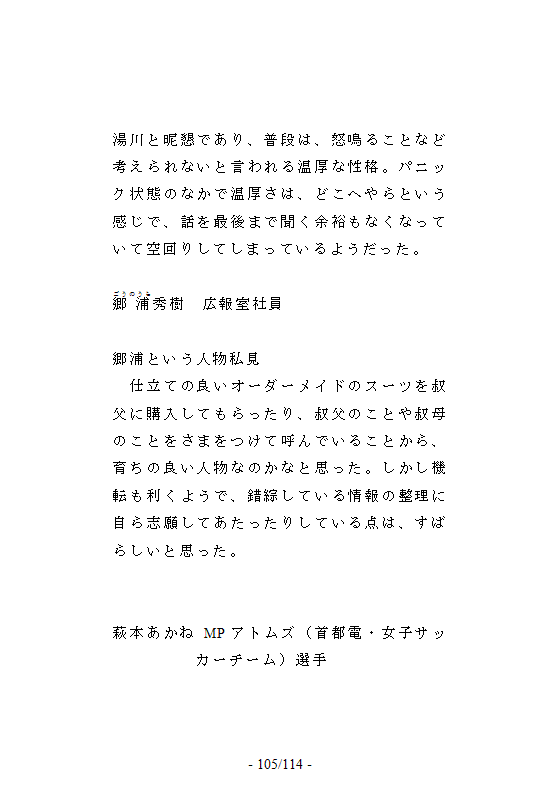 湯川と昵懇であり、普段は、怒鳴ることなど
考えられないと言われる温厚な性格。パニッ
ク状態のなかで温厚さは、どこへやらという
感じで、話を最後まで聞く余裕もなくなって
いて空回りしてしまっているようだった。
郷浦秀樹　広報室社員
郷浦という人物私見
　仕立ての良いオーダーメイドのスーツを叔
父に購入してもらったり、叔父のことや叔母
のことをさまをつけて呼んでいることから、
育ちの良い人物なのかなと思った。しかし機
転も利くようで、錯綜している情報の整理に
自ら志願してあたったりしている点は、すば
らしいと思った。
萩本あかね MPアトムズ（首都電・女子サッ
カーチーム）選手
- 105/114 -